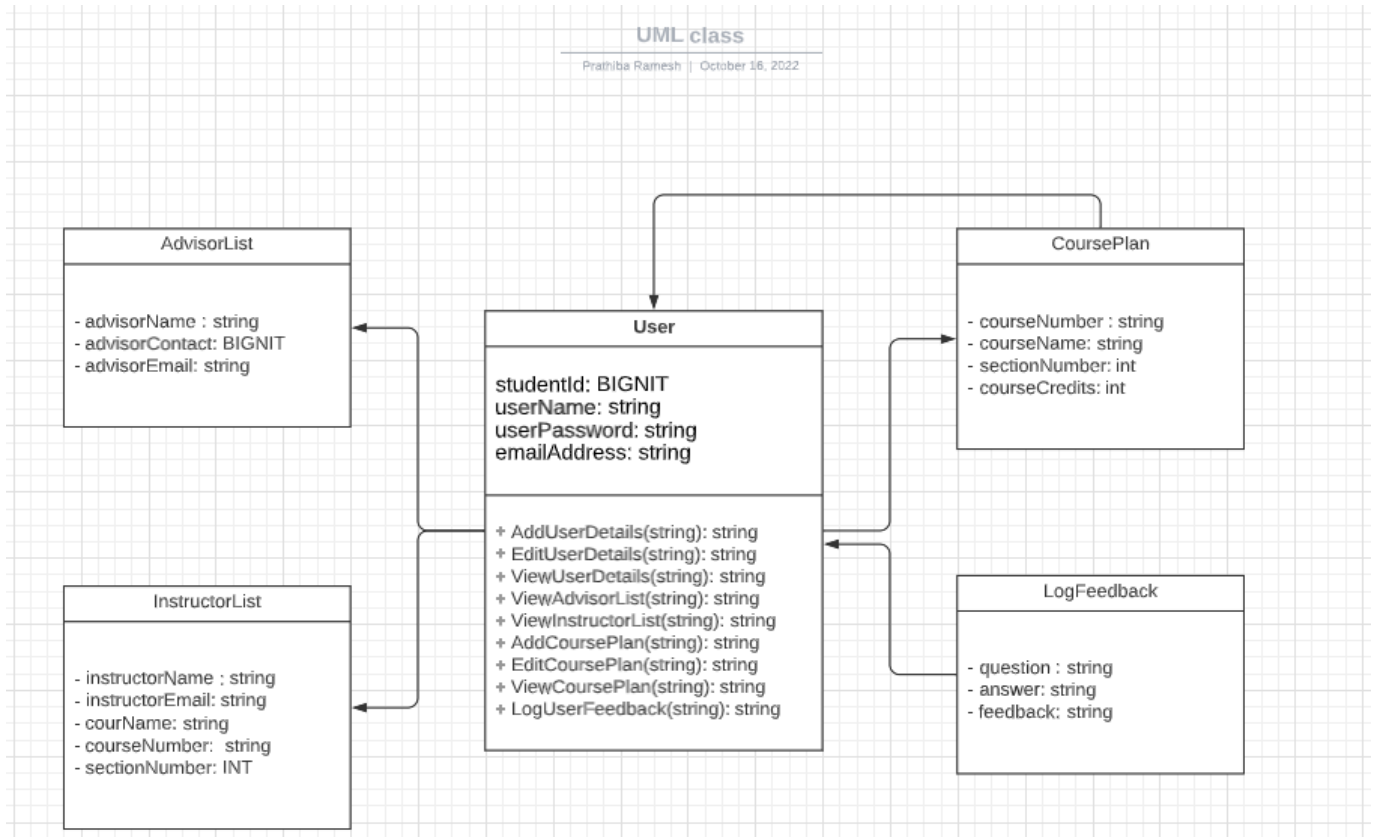 UML class
Prathiba Ramesh | October 16, 2022
AdvisorList
- advisorName : string
- advisorContact: BIGNIT
- advisorEmail: string
InstructorList
- instructorName : string
- instructorEmail: string
- courName: string
- courseNumber: string
- sectionNumber: INT
User
studentId: BIGNIT
userName: string
userPassword: string
emailAddress: string
+ AddUserDetails(string): string
+ EditUserDetails(string): string
+ ViewUserDetails(string): string
+ ViewAdvisorList(string): string
+ ViewInstructorList(string): string
+ AddCoursePlan(string): string
+ EditCoursePlan(string): string
+ ViewCoursePlan(string): string
+ LogUserFeedback(string): string
CoursePlan
- courseNumber : string
- courseName: string
- sectionNumber: int
- courseCredits: int
LogFeedback
- question : string
- answer: string
- feedback: string